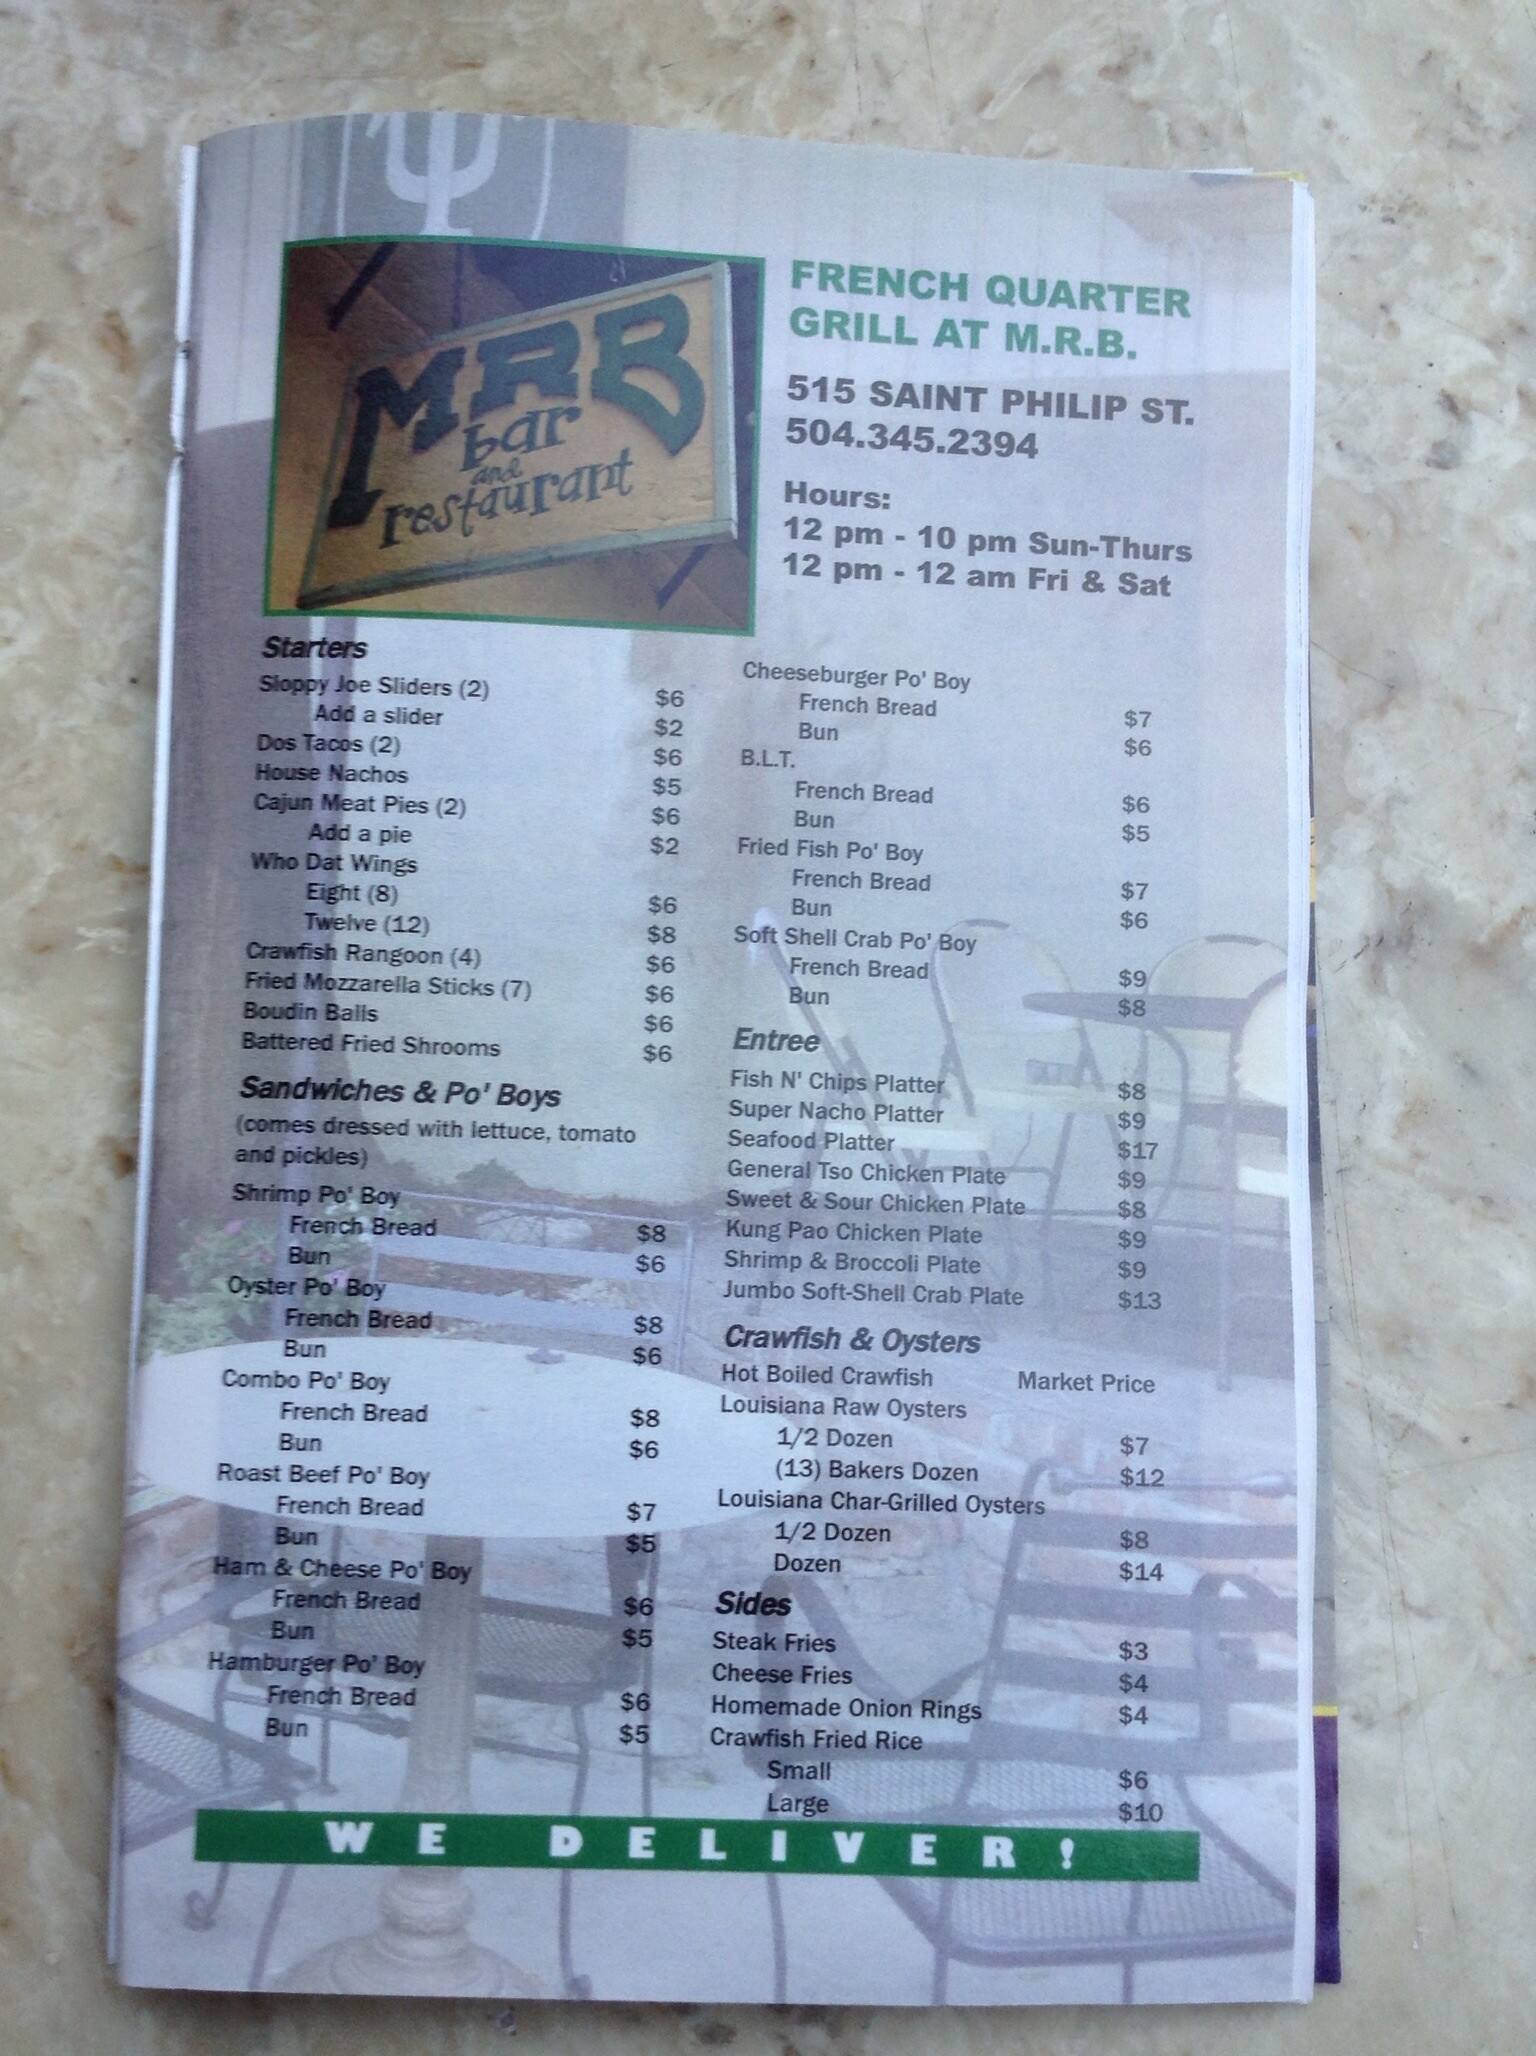 MRB
bar
and
restaurant
FRENCH QUARTER
GRILL AT M.R.B.
515 SAINT PHILIP ST.
504.345.2394
Hours:
12 pm - 10 pm Sun-Thurs
12 pm - 12 am Fri & Sat
Starters
Sloppy Joe Sliders (2) $6
Add a slider $2
Dos Tacos (2) $6
House Nachos $5
Cajun Meat Pies (2) $6
Add a pie $2
Who Dat Wings
Eight (8) $6
Twelve (12) $8
Crawfish Rangoon (4) $6
Fried Mozzarella Sticks (7) $6
Boudin Balls $6
Battered Fried Shrooms $6
Sandwiches & Po' Boys
(comes dressed with lettuce, tomato
and pickles)
Shrimp Po' Boy
French Bread $8
Bun $6
Oyster Po' Boy
French Bread $8
Bun $6
Combo Po' Boy
French Bread $8
Bun $6
Roast Beef Po' Boy
French Bread $7
Bun $5
Ham & Cheese Po' Boy
French Bread $6
Bun $5
Hamburger Po' Boy
French Bread $6
Bun $5
Cheeseburger Po' Boy
French Bread $7
Bun $6
B.L.T.
French Bread $6
Bun $5
Fried Fish Po' Boy
French Bread $7
Bun $6
Soft Shell Crab Po' Boy
French Bread $9
Bun $8
Entree
Fish N' Chips Platter $8
Super Nacho Platter $9
Seafood Platter $17
General Tso Chicken Plate $9
Sweet & Sour Chicken Plate $8
Kung Pao Chicken Plate $9
Shrimp & Broccoli Plate $9
Jumbo Soft-Shell Crab Plate $13
Crawfish & Oysters
Hot Boiled Crawfish Market Price
Louisiana Raw Oysters
1/2 Dozen $7
(13) Bakers Dozen $12
Louisiana Char-Grilled Oysters
1/2 Dozen $8
Dozen $14
Sides
Steak Fries $3
Cheese Fries $4
Homemade Onion Rings $4
Crawfish Fried Rice
Small $6
Large $10
WE DELIVER!